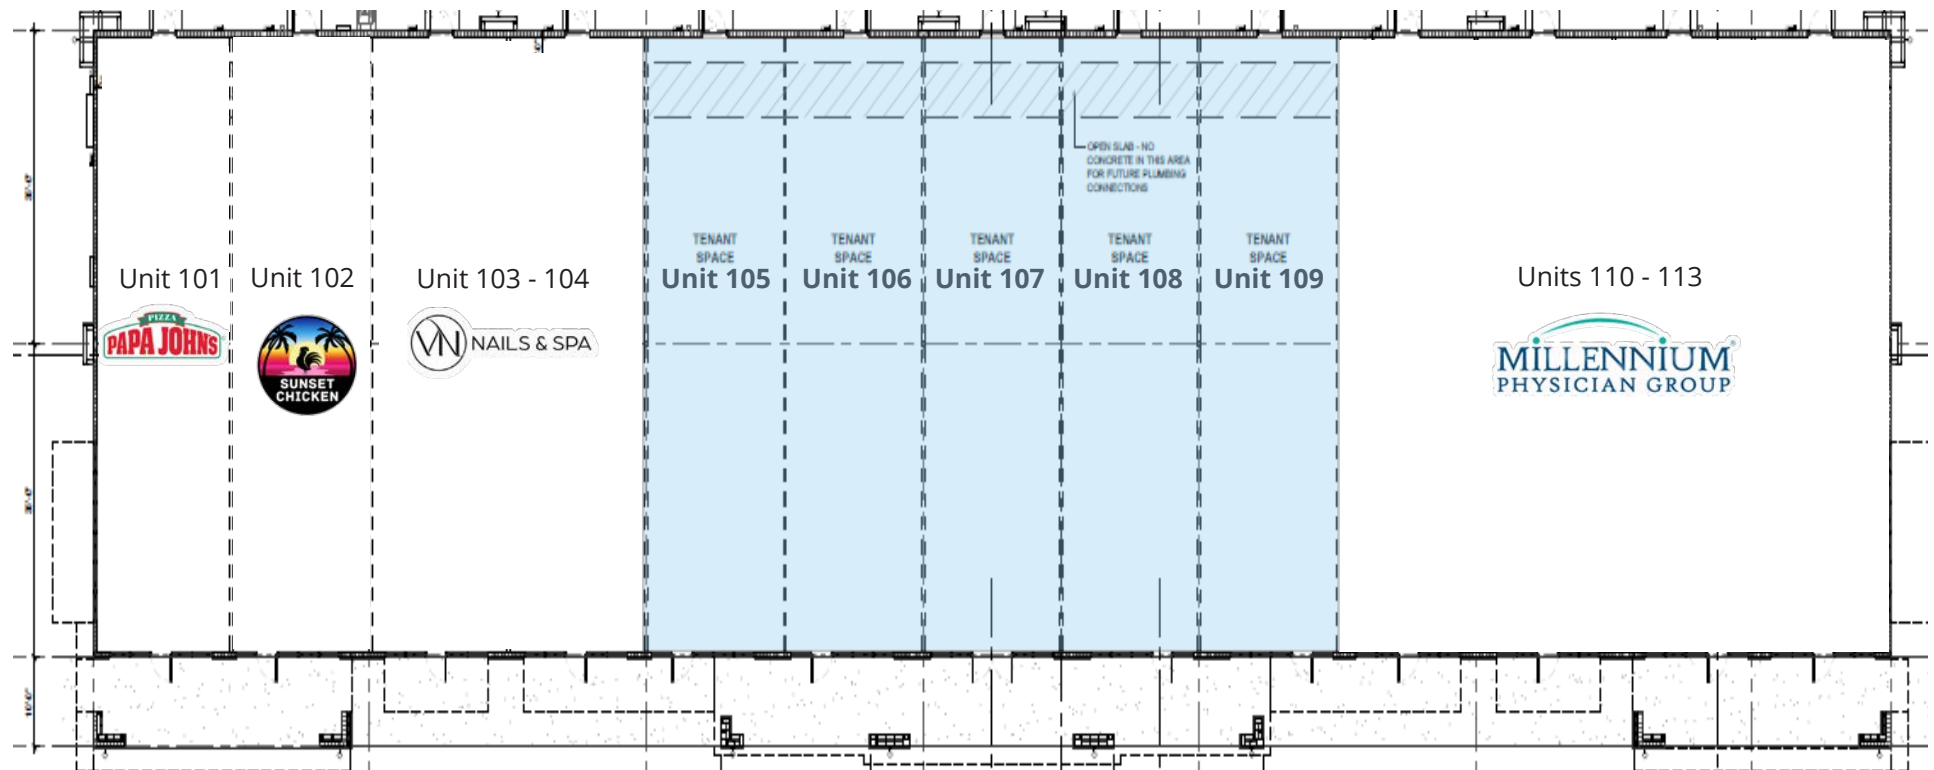 OPEN SLAB - NO
CONCRETE IN THIS AREA
FOR FUTURE PLUMBING
CONNECTIONS
TENANT
SPACE
TENANT
SPACE
TENANT
SPACE
TENANT
SPACE
TENANT
SPACE
Unit 101
Unit 102
Unit 103 - 104
Unit 105
Unit 106
Unit 107
Unit 108
Unit 109
Units 110 - 113
PIZZA
PAPA JOHNS
SUNSET
CHICKEN
VN NAILS & SPA
MILLENNIUM®
PHYSICIAN GROUP